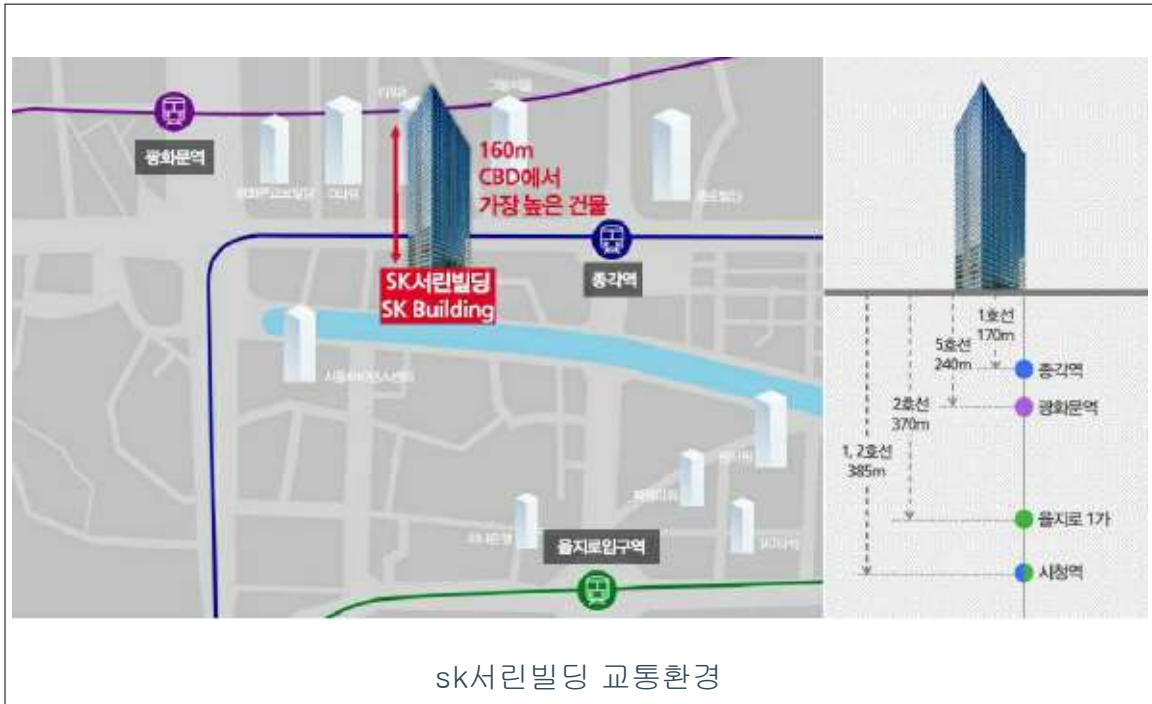 광화문역
160m
CBD에서
가장 높은 건물
종각역
SK서린빌딩
SK Building
을지로입구역
1호선
170m
5호선
240m
종각역
광화문역
2호선
370m
1, 2호선
385m
을지로 1가
시청역
sk서린빌딩 교통환경